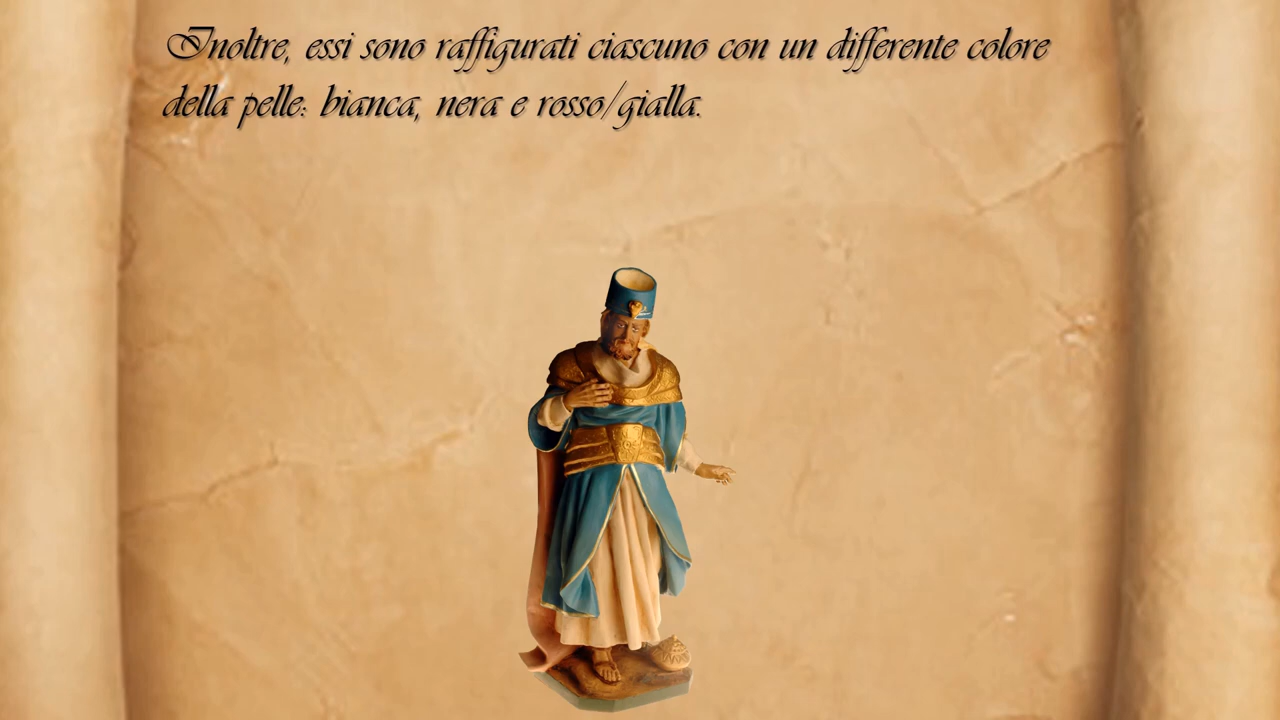 Inoltre, essi sono raffigurati ciascuno con un differente colore
della pelle: bianca, nera e rosso/gialla.